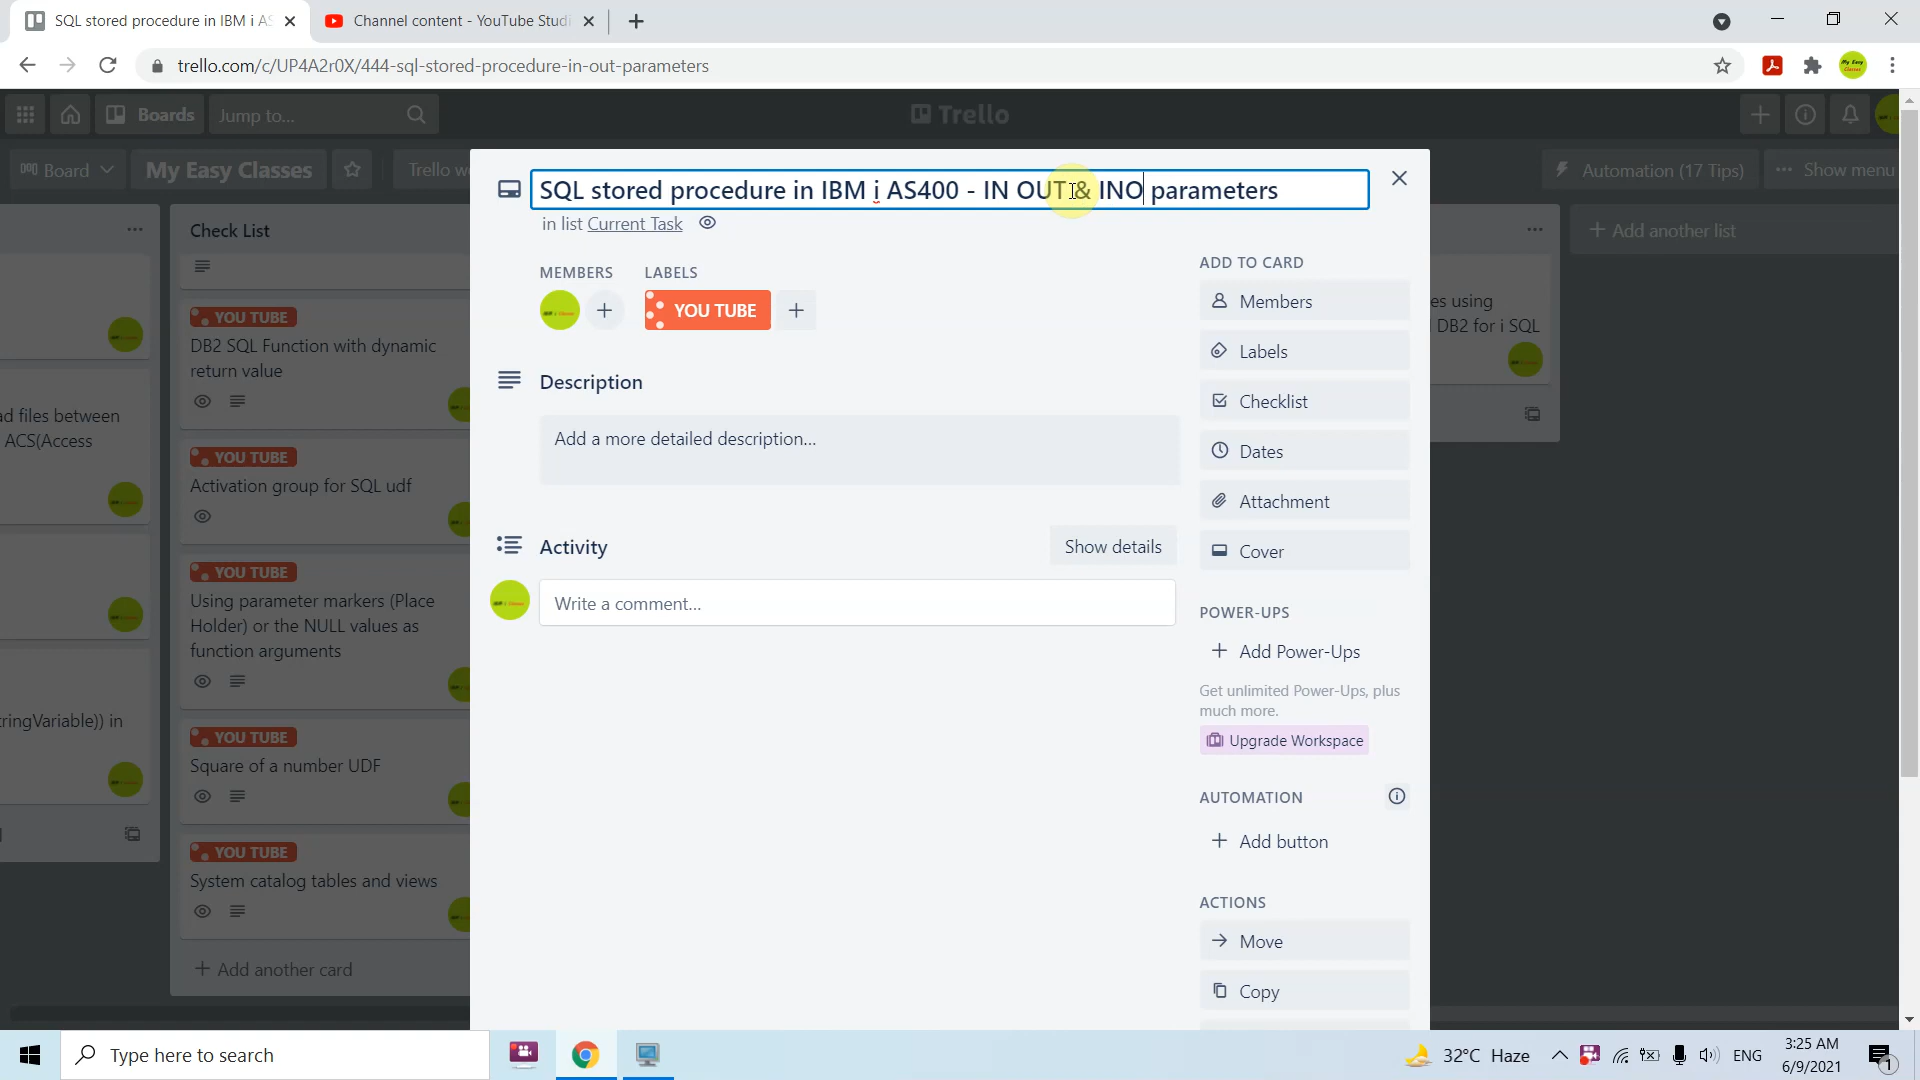 SQL stored procedure in IBM i AS
Channel content - YouTube Studi
trello.com/c/UP4A2r0X/444-sql-stored-procedure-in-out-parameters
Boards
Jump to...
Trello
Board
My Easy Classes
Trello w
Automation (17 Tips)
Show menu
SQL stored procedure in IBM i AS400 - IN OUT & INO parameters
in list Current Task
MEMBERS
LABELS
YOU TUBE
Description
Add a more detailed description...
Activity
Show details
Write a comment...
ADD TO CARD
Members
Labels
Checklist
Dates
Attachment
Cover
POWER-UPS
Add Power-Ups
Get unlimited Power-Ups, plus
much more.
Upgrade Workspace
AUTOMATION
Add button
ACTIONS
Move
Copy
ad files between
ACS(Access
ringVariable)) in
Check List
YOU TUBE
DB2 SQL Function with dynamic
return value
YOU TUBE
Activation group for SQL udf
YOU TUBE
Using parameter markers (Place
Holder) or the NULL values as
function arguments
YOU TUBE
Square of a number UDF
YOU TUBE
System catalog tables and views
+ Add another card
es using
DB2 for i SQL
+ Add another list
Type here to search
32°C Haze
ENG
3:25 AM
6/9/2021
1